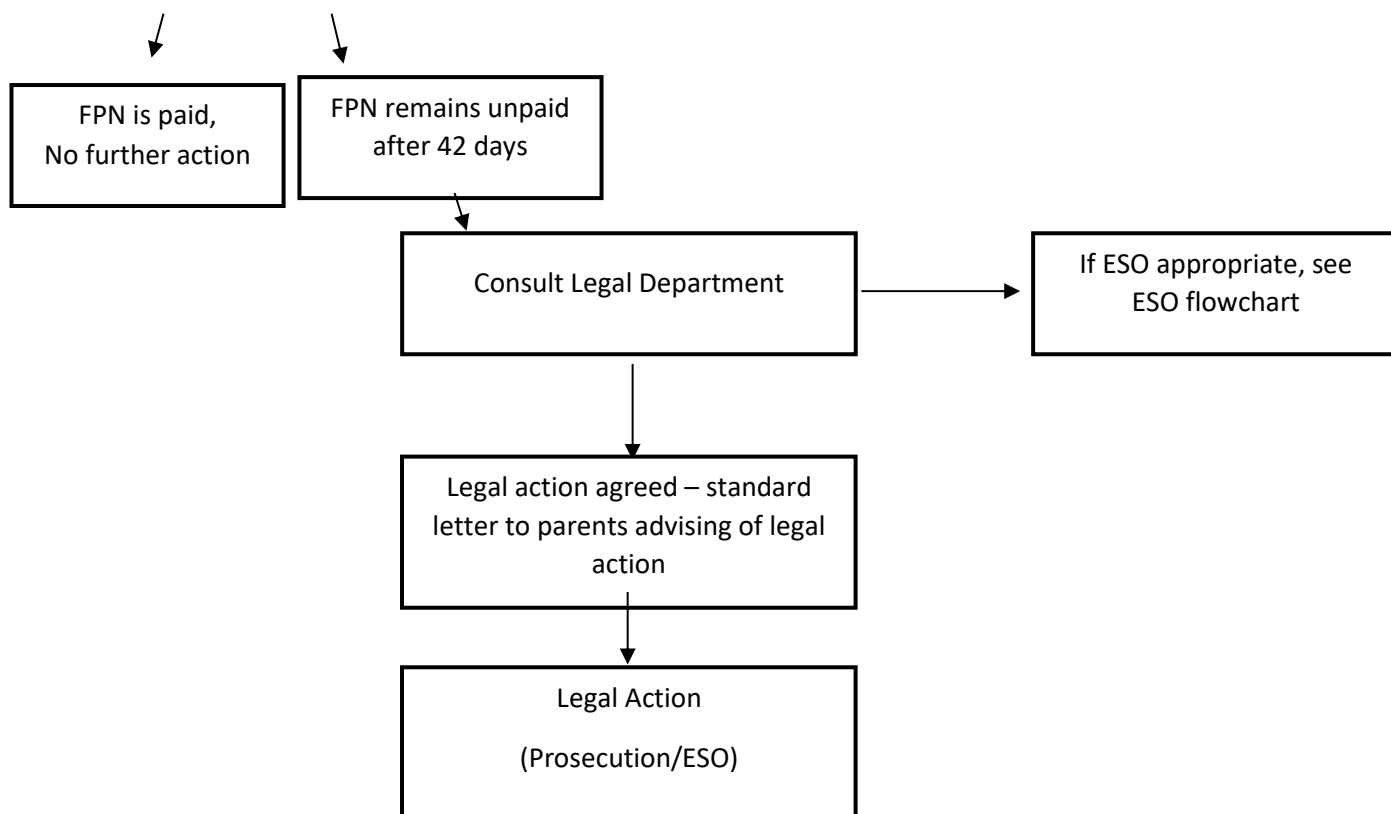 FPN is paid,
No further action
FPN remains unpaid
after 42 days
Consult Legal Department
If ESO appropriate, see
ESO flowchart
Legal action agreed – standard
letter to parents advising of legal
action
Legal Action
(Prosecution/ESO)